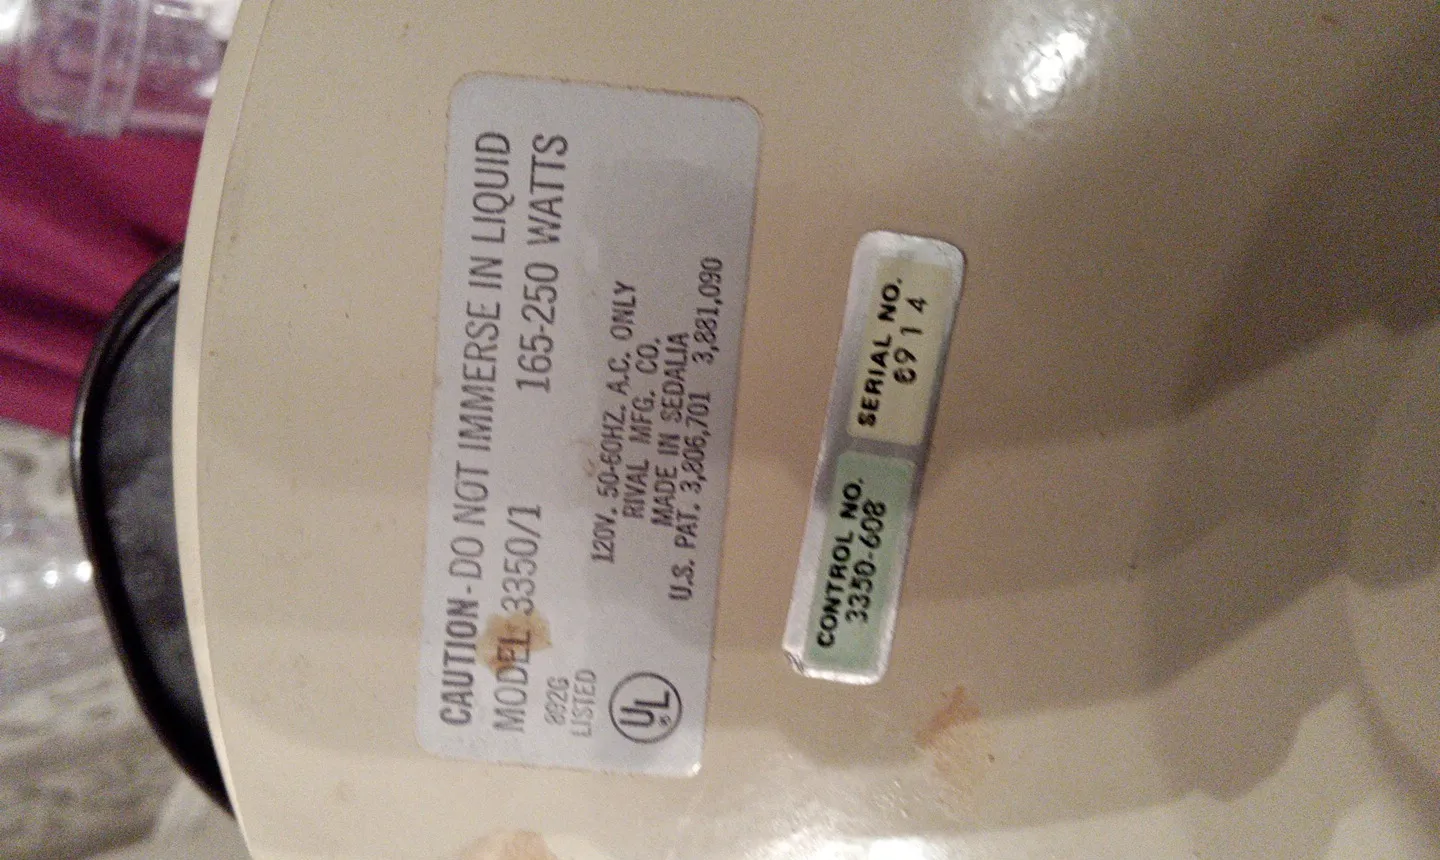 CAUTION - DO NOT IMMERSE IN LIQUID
MODEL 3350/1 165-250 WATTS
892G
LISTED
UL
120V. 50-60HZ. A.C. ONLY
RIVAL MFG. CO.
MADE IN SEDALIA
U.S. PAT. 3,806,701 3,881,090
CONTROL NO.
3350-608
SERIAL NO.
6914